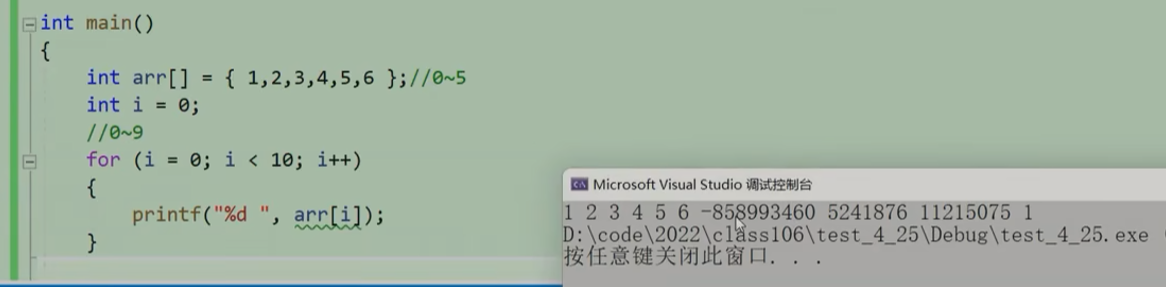 int main()
{
int arr[] = { 1,2,3,4,5,6 };//0~5
int i = 0;
//0~9
for (i = 0; i < 10; i++)
{
printf("%d ", arr[i]);
}
Microsoft Visual Studio 调试控制台
1 2 3 4 5 6 -858993460 5241876 11215075 1
D:\code\2022\class106\test_4_25\Debug\test_4_25.exe
按任意键关闭此窗口. . .